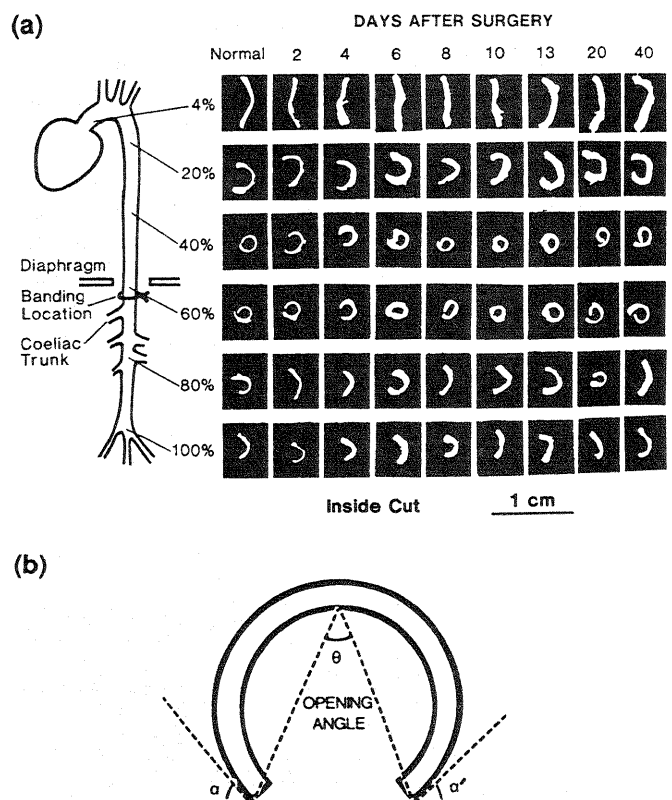 (a)
DAYS AFTER SURGERY
Normal 2 4 6 8 10 13 20 40
4%
20%
40%
Diaphragm
Banding
Location
60%
Coeliac
Trunk
80%
100%
Inside Cut
1 cm
(b)
θ
OPENING
ANGLE
α
α'